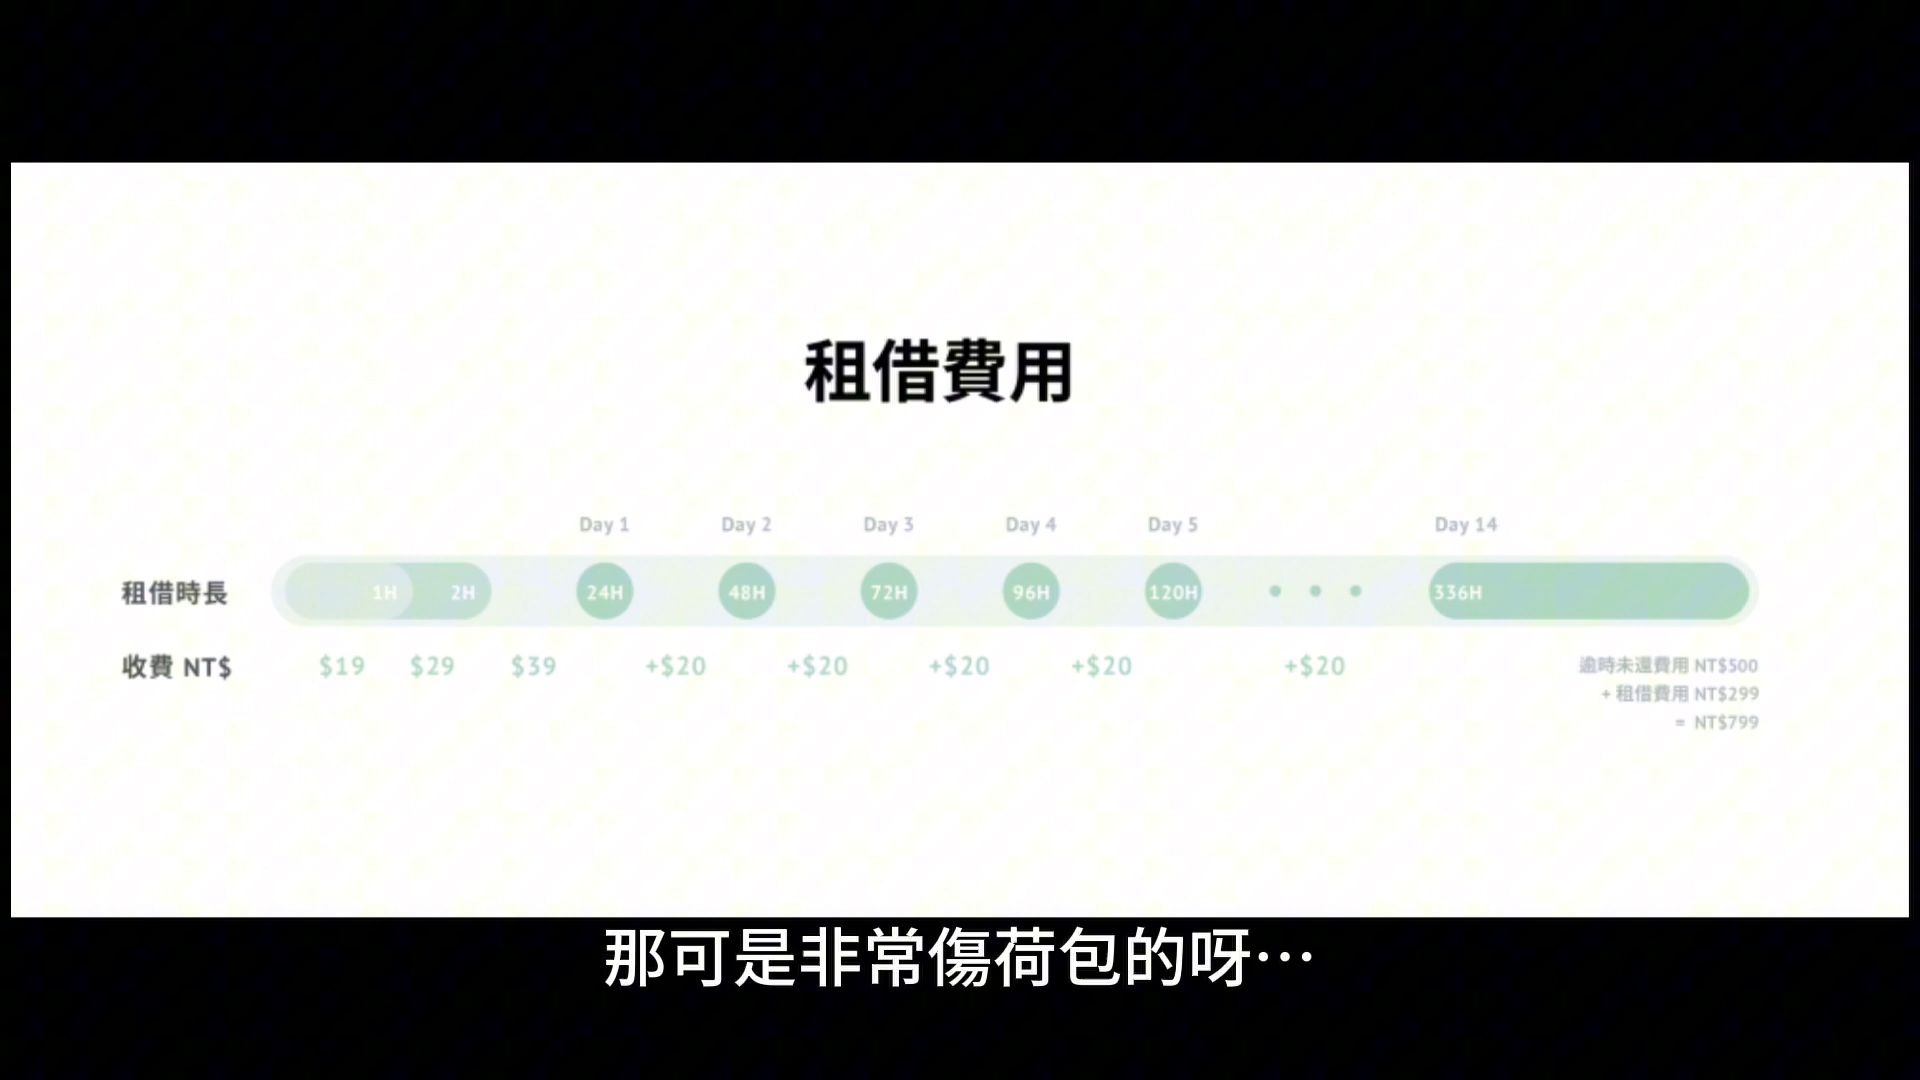 租借費用
Day 1 Day 2 Day 3 Day 4 Day 5 Day 14
租借時長 1H 2H 24H 48H 72H 96H 120H 336H
收費 NT$ $19 $29 $39 +$20 +$20 +$20 +$20 +$20 逾時未還費用 NT$500
+ 租借費用 NT$299
= NT$799
那可是非常傷荷包的呀⋯